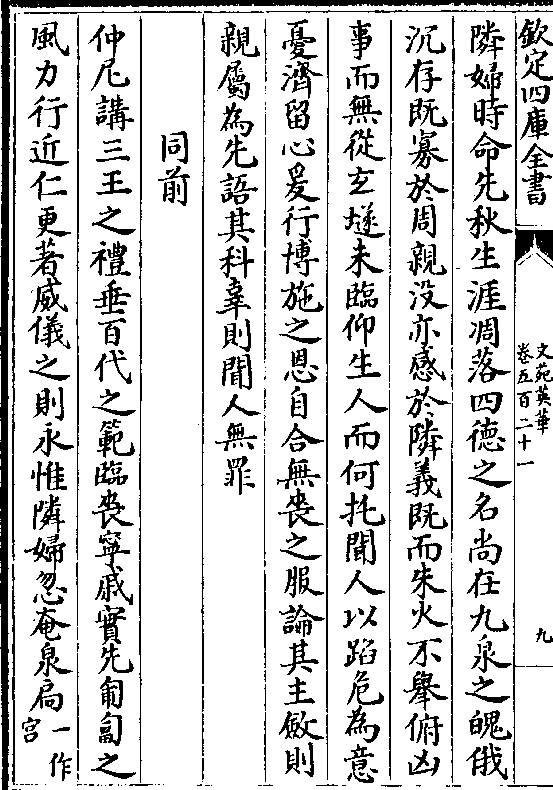 欽定四庫全書
文苑英華
卷五百二十一
九
隣婦時命先秋生涯凋落四德之名尚在九泉之魄俄
沉存既寡於周親没亦感於隣義既而朱火不舉俯凶
事而無從玄壝未臨仰生人而何托聞人以蹈危為意
憂濟留心爰行博施之恩自合無喪之服論其主斂則
親屬為先語其科辜則聞人無罪
同前
仲尼講三王之禮垂百代之範臨喪寧戚實先匍匐之
風力行近仁更著威儀之則永惟隣婦忽奄泉扃一作宫